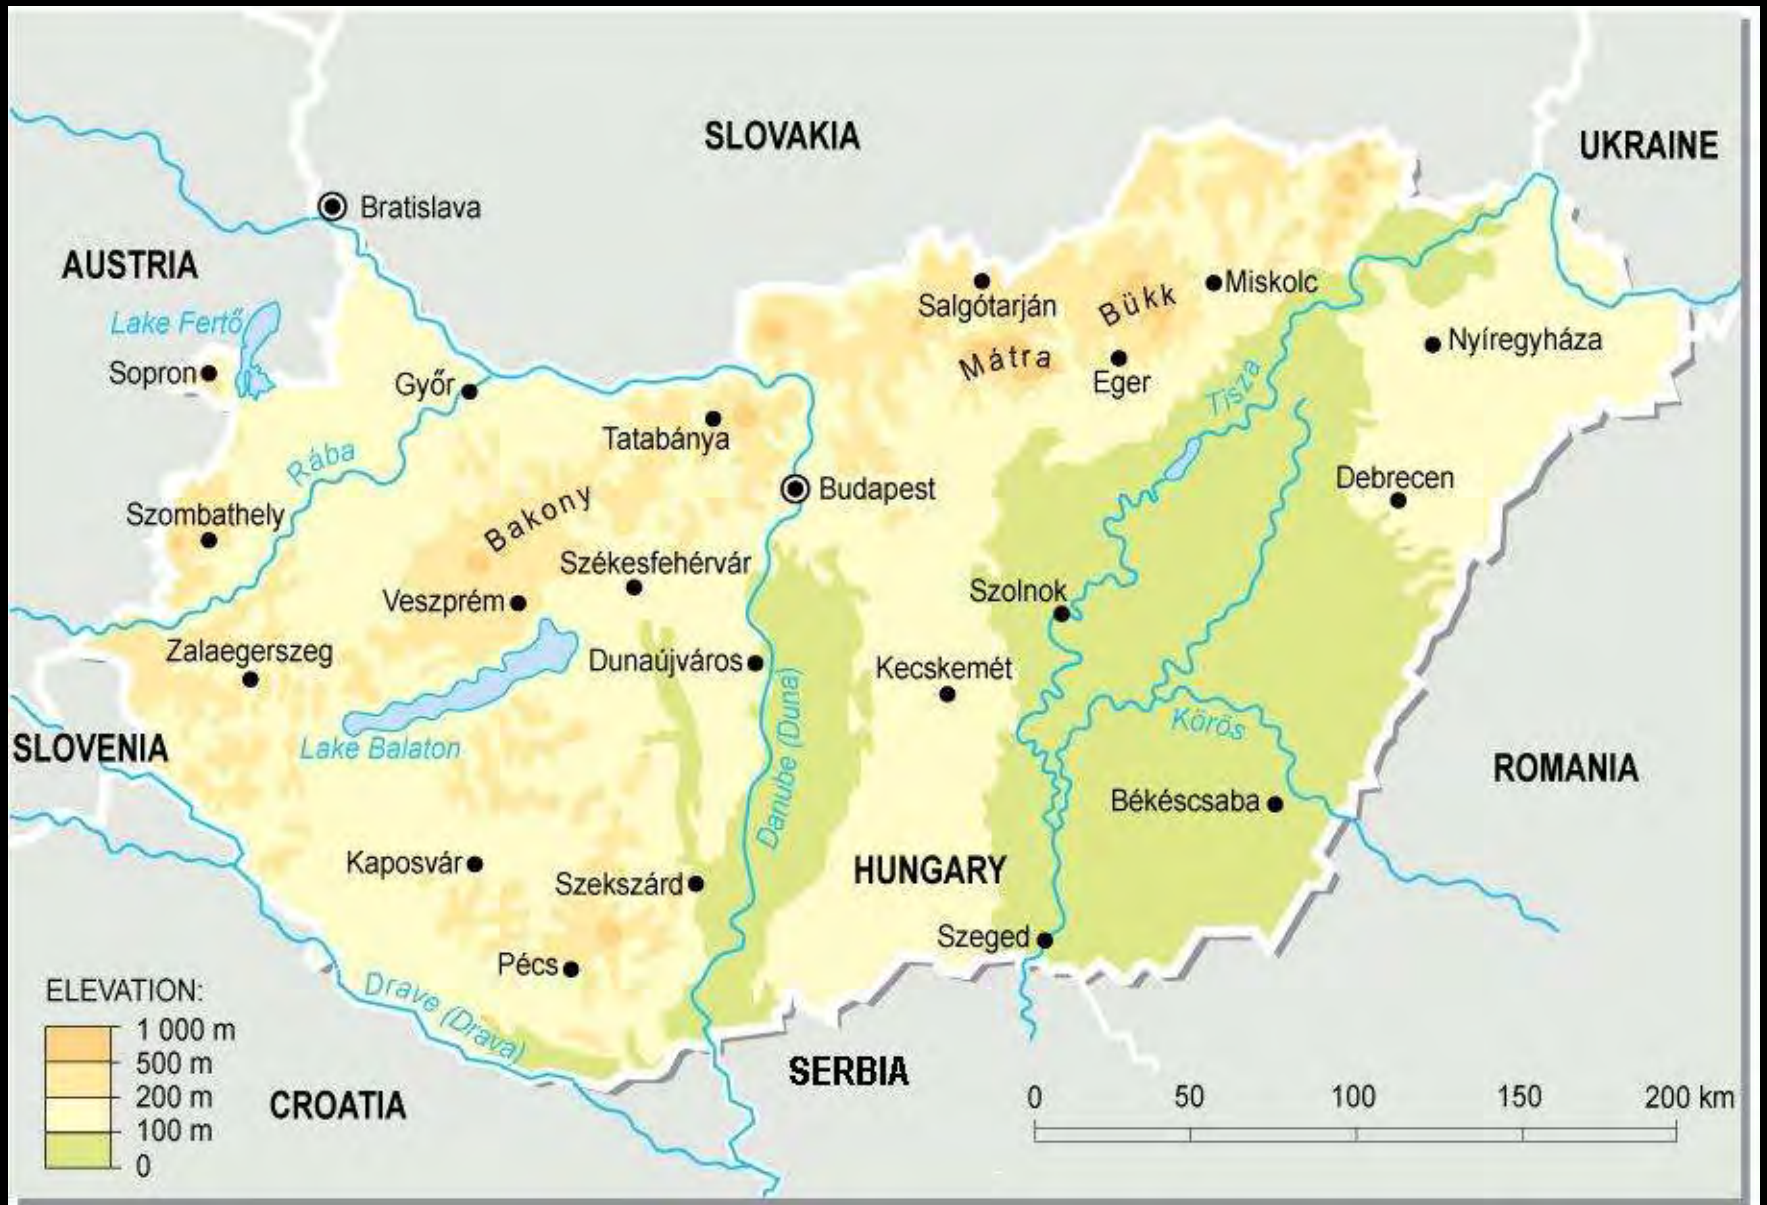 SLOVAKIA
UKRAINE
Bratislava
AUSTRIA
Lake Fertő
Sopron
Győr
Salgótarján
Bükk
Miskolc
Mátra
Eger
Nyíregyháza
Tisza
Tatabánya
Rába
Budapest
Debrecen
Szombathely
Bakony
Székesfehérvár
Veszprém
Szolnok
Zalaegerszeg
Dunaújváros
Kecskemét
Danube (Duna)
Körös
SLOVENIA
Lake Balaton
ROMANIA
Békéscsaba
Kaposvár
Szekszárd
HUNGARY
Szeged
Pécs
Drave (Drava)
SERBIA
CROATIA
ELEVATION:
1 000 m
500 m
200 m
100 m
0
0 50 100 150 200 km